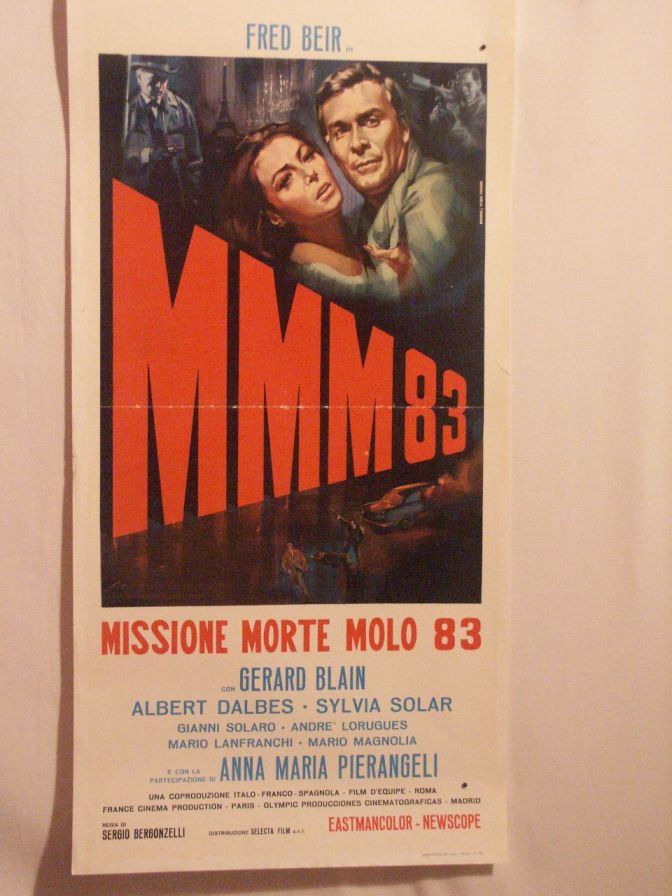 FRED BEIR in
MMM 83
MISSIONE MORTE MOLO 83
CON GERARD BLAIN
ALBERT DALBES · SYLVIA SOLAR
GIANNI SOLARO · ANDRE' LORUGUES
MARIO LANFRANCHI · MARIO MAGNOLIA
E CON LA PARTECIPAZIONE DI ANNA MARIA PIERANGELI
UNA COPRODUZIONE ITALO-FRANCO-SPAGNOLA - FILM D'EQUIPE - ROMA
FRANCE CINEMA PRODUCTION - PARIS - OLYMPIC PRODUCCIONES CINEMATOGRAFICAS - MADRID
REGIA DI SERGIO BERGONZELLI
DISTRIBUZIONE SELECTA FILM s.r.l.
EASTMANCOLOR - NEWSCOPE